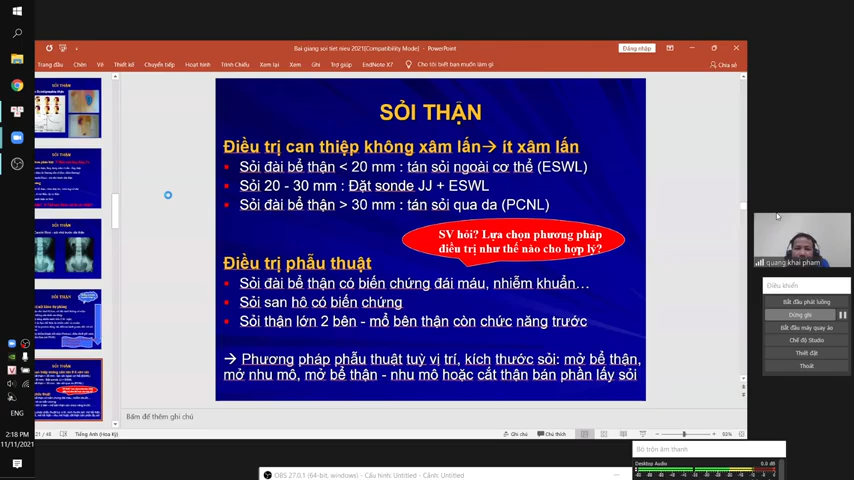 Bai giang soi tiet nieu 2021[Compatibility Mode] - PowerPoint
Đăng nhập
Trang đầu Chèn Vẽ Thiết kế Chuyển tiếp Hoạt hình Trình Chiếu Xem lại Xem Ghi Trợ giúp EndNote X7 Cho tôi biết bạn muốn làm gì
Chia sẻ
SỎI THẬN
Điều trị can thiệp không xâm lấn→ ít xâm lấn
• Sỏi đài bể thận < 20 mm : tán sỏi ngoài cơ thể (ESWL)
• Sỏi 20 - 30 mm : Đặt sonde JJ + ESWL
• Sỏi đài bể thận > 30 mm : tán sỏi qua da (PCNL)
SV hỏi? Lựa chọn phương pháp
điều trị như thế nào cho hợp lý?
Điều trị phẫu thuật
• Sỏi đài bể thận có biến chứng đái máu, nhiễm khuẩn…
• Sỏi san hô có biến chứng
• Sỏi thận lớn 2 bên - mổ bên thận còn chức năng trước
→ Phương pháp phẫu thuật tuỳ vị trí, kích thước sỏi: mở bể thận,
mở nhu mô, mở bể thận - nhu mô hoặc cắt thận bán phần lấy sỏi
quang khai pham
Điều khiển
Bắt đầu phát luồng
Dừng ghi
Bắt đầu máy quay ảo
Chế độ Studio
Thiết đặt
Thoát
Bấm để thêm ghi chú
ENG
2:18 PM
11/11/2021
21 / 48 Tiếng Anh (Hoa Kỳ)
Ghi chú Chú thích
93%
Bộ trộn âm thanh
Desktop Audio 0.0 dB
OBS 27.0.1 (64-bit, windows) - Cấu hình: Untitled - Cảnh: Untitled